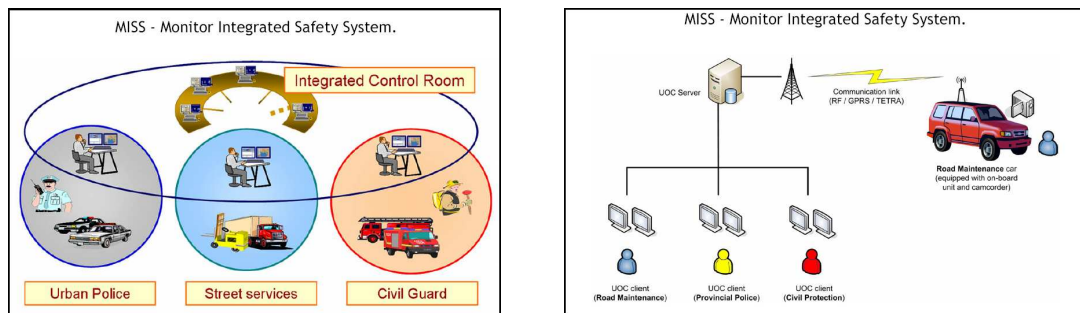 MISS - Monitor Integrated Safety System.
Integrated Control Room
Urban Police
Street services
Civil Guard
MISS - Monitor Integrated Safety System.
UOC Server
Communication link
(RF / GPRS / TETRA)
Road Maintenance car
(equipped with on-board
unit and camcorder)
UOC client
(Road Maintenance)
UOC client
(Provincial Police)
UOC client
(Civil Protection)